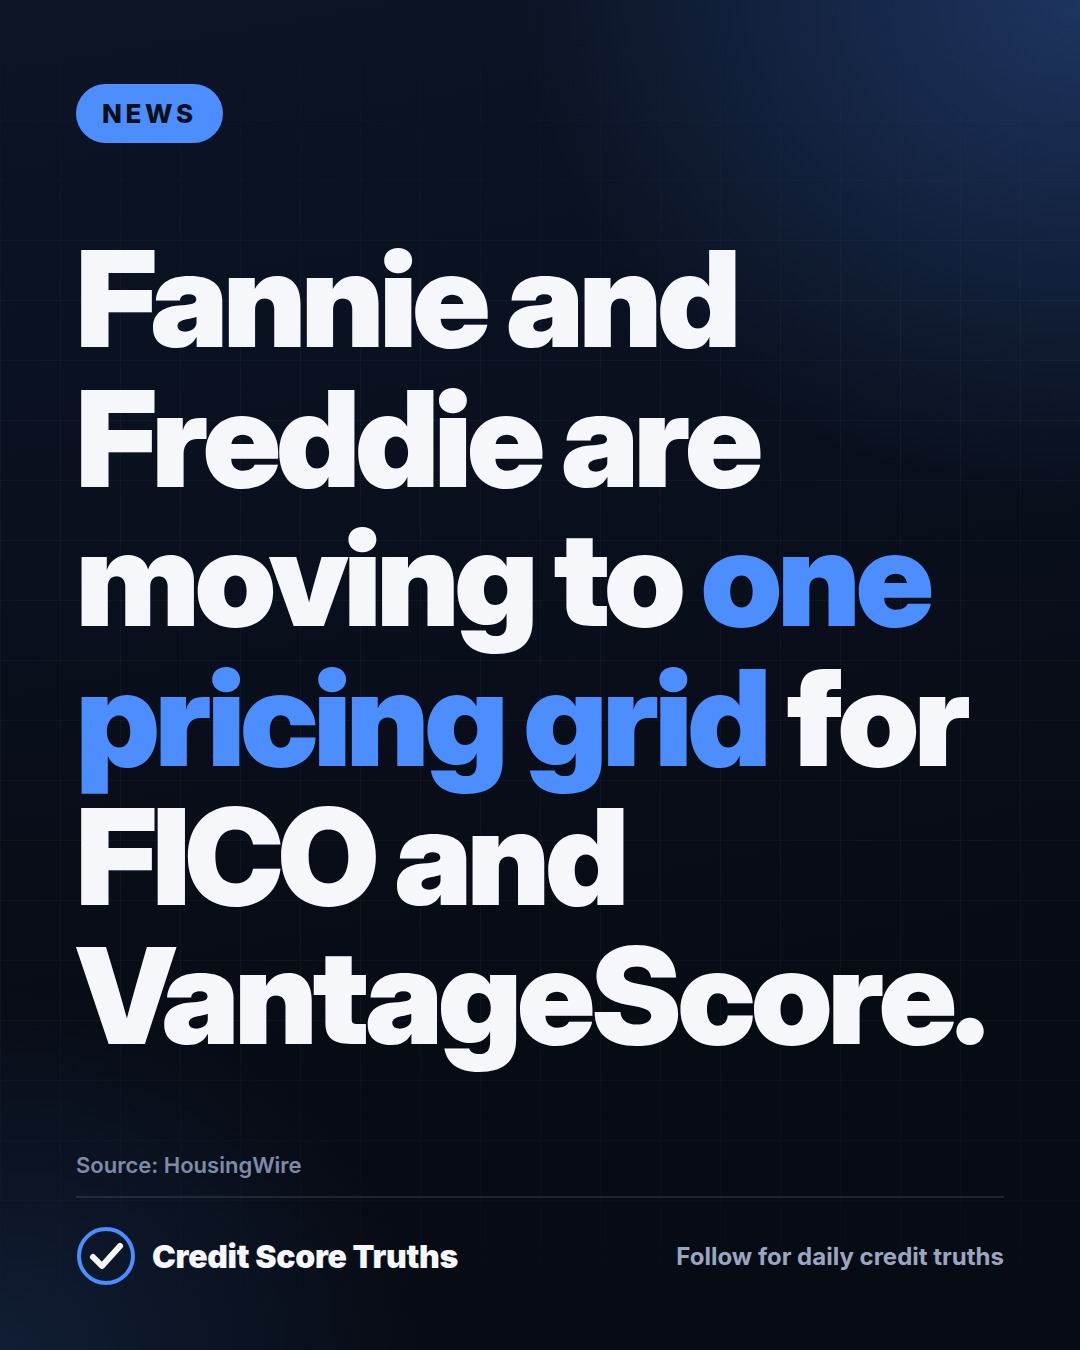 NEWS
Fannie and
Freddie are
moving to one
pricing grid for
FICO and
VantageScore.
Source: HousingWire
Credit Score Truths
Follow for daily credit truths